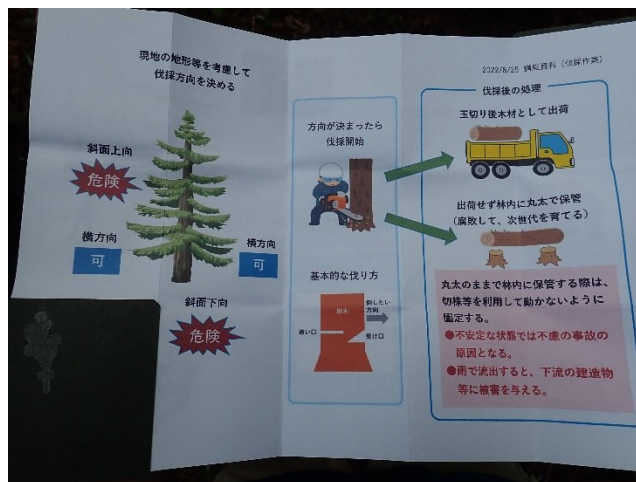 現地の地形等を考慮して
伐採方向を決める
斜面上向
危険
横方向
可
横方向
可
斜面下向
危険
方向が決まったら
伐採開始
基本的な伐り方
樹木
倒したい
方向
追い口
受け口
2022/8/25 講座資料（伐採作業）
伐採後の処理
玉切り後木材として出荷
出荷せず林内に丸太で保管
（腐敗して、次世代を育てる）
丸太のままで林内に保管する際は、
切株等を利用して動かないように
固定する。
●不安定な状態では不慮の事故の
原因となる。
●雨で流出すると、下流の建造物
等に被害を与える。